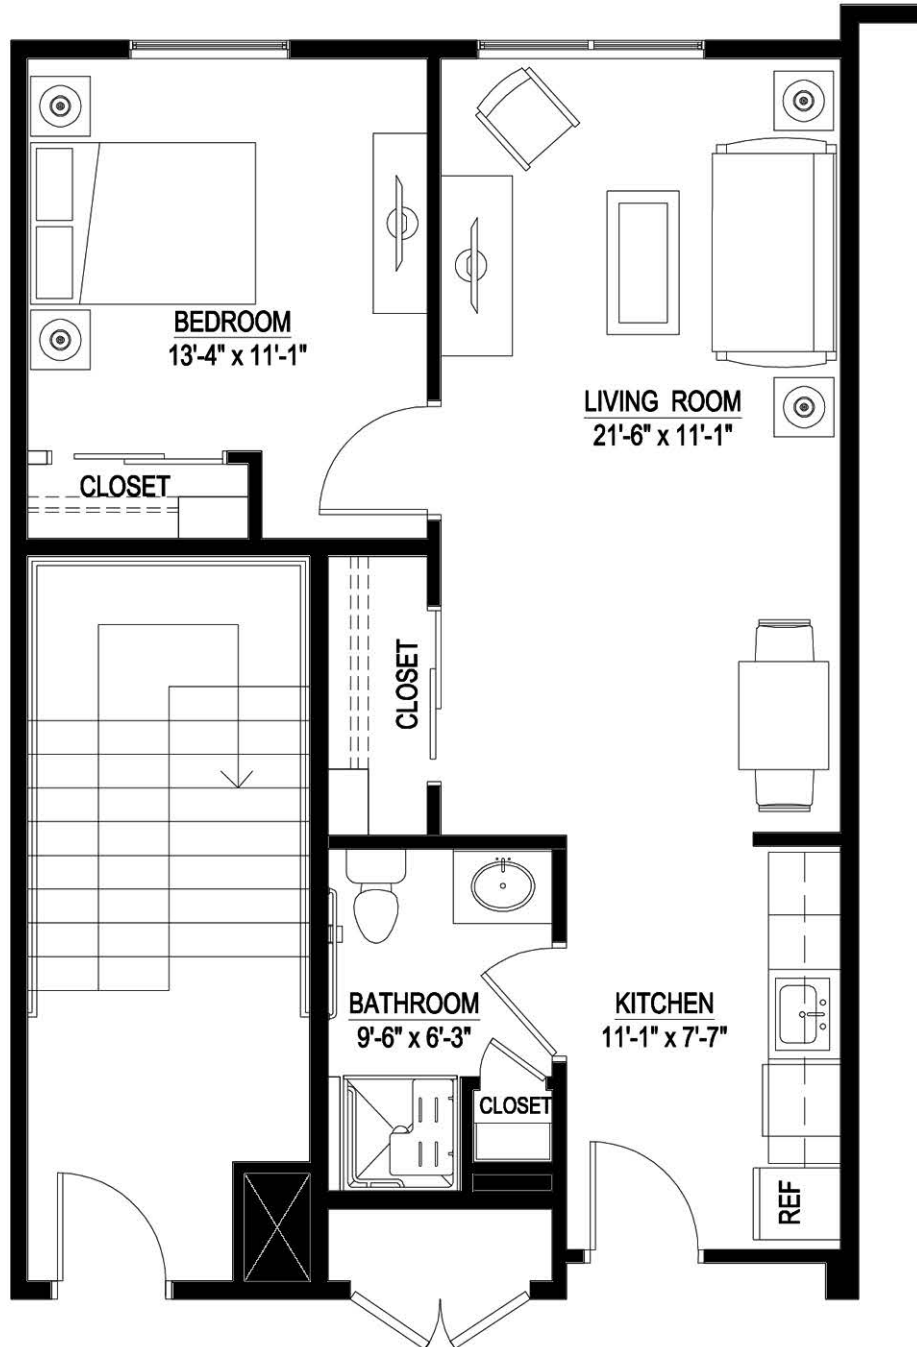 BEDROOM
13'-4" x 11'-1"
LIVING ROOM
21'-6" x 11'-1"
CLOSET
CLOSET
BATHROOM
9'-6" x 6'-3"
KITCHEN
11'-1" x 7'-7"
CLOSET
REF